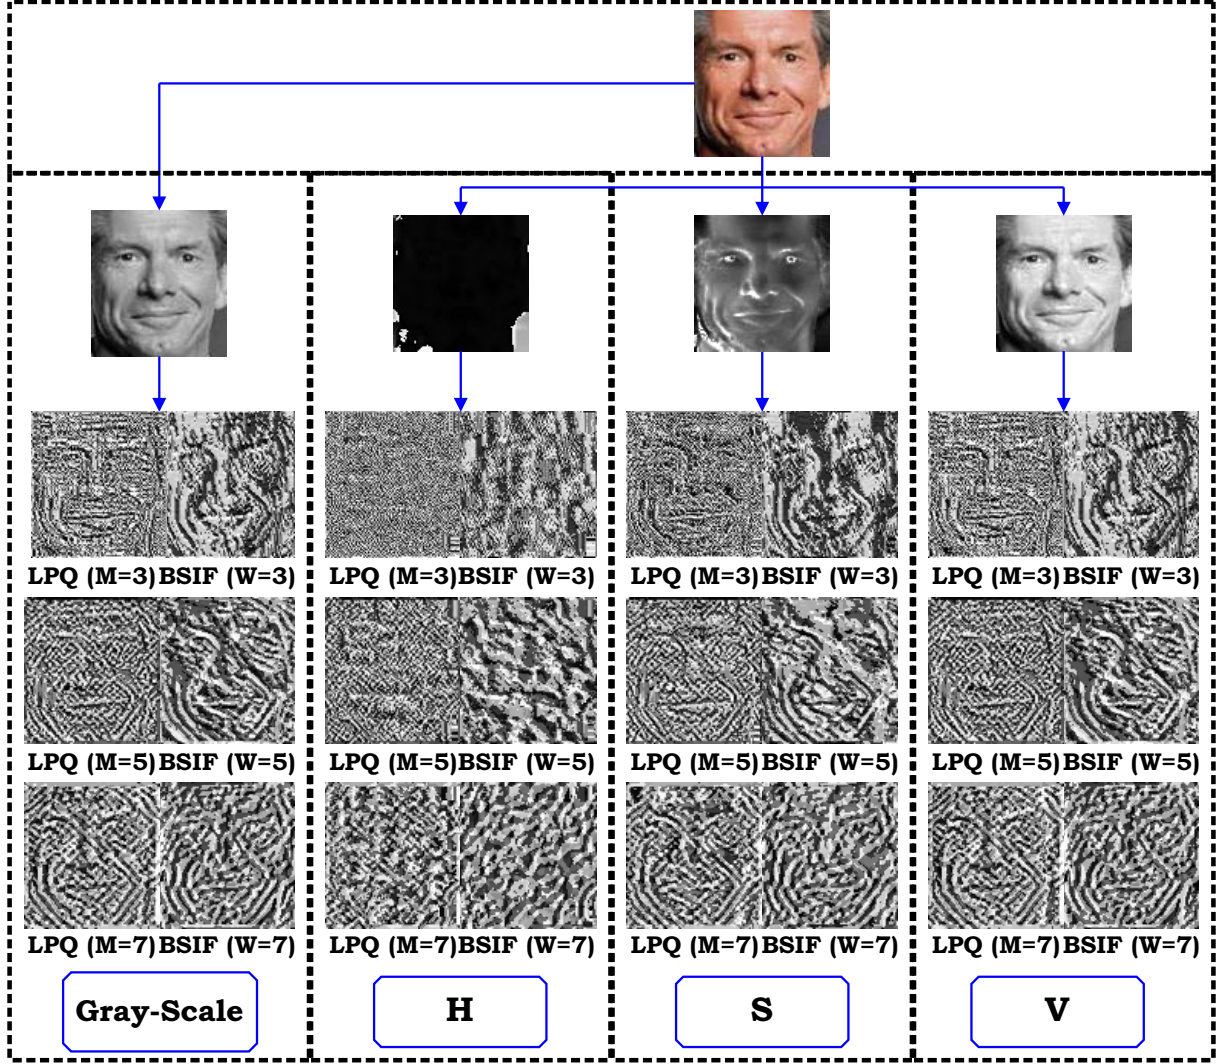 LPQ (M=3) BSIF (W=3) LPQ (M=3) BSIF (W=3) LPQ (M=3) BSIF (W=3) LPQ (M=3) BSIF (W=3)
LPQ (M=5) BSIF (W=5) LPQ (M=5) BSIF (W=5) LPQ (M=5) BSIF (W=5) LPQ (M=5) BSIF (W=5)
LPQ (M=7) BSIF (W=7) LPQ (M=7) BSIF (W=7) LPQ (M=7) BSIF (W=7) LPQ (M=7) BSIF (W=7)
Gray-Scale H S V